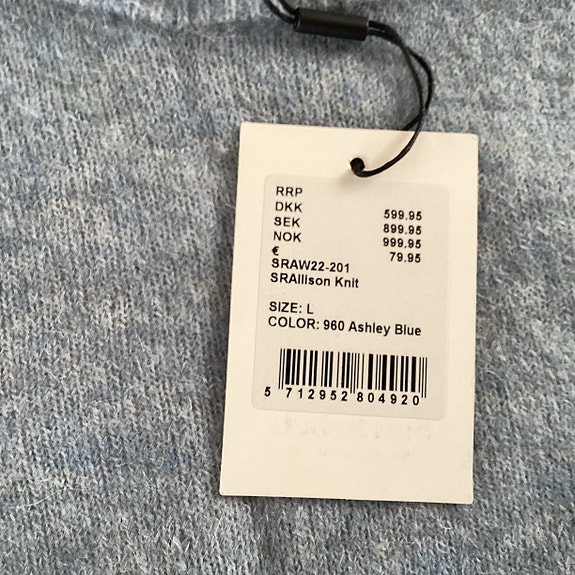 RRP
DKK 599.95
SEK 899.95
NOK 999.95
€ 79.95
SRAW22-201
SRAllison Knit
SIZE: L
COLOR: 960 Ashley Blue
5 712952 804920